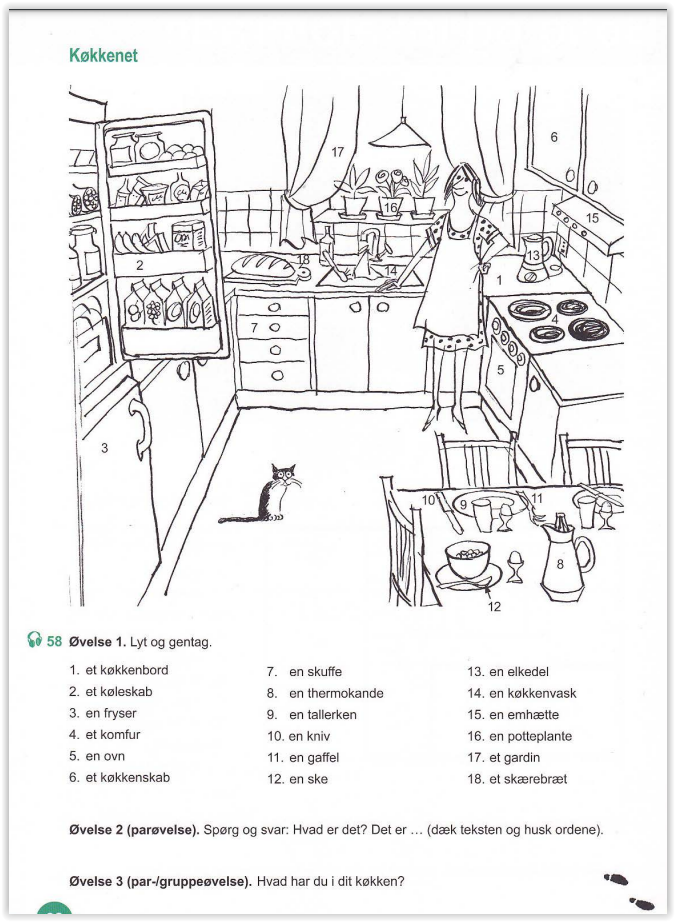 Køkkenet
17
6
16
15
18
14
13
2
1
7
4
5
3
10
9
11
8
12
58 Øvelse 1. Lyt og gentag.
1. et køkkenbord
2. et køleskab
3. en fryser
4. et komfur
5. en ovn
6. et køkkenskab
7. en skuffe
8. en thermokande
9. en tallerken
10. en kniv
11. en gaffel
12. en ske
13. en elkedel
14. en køkkenvask
15. en emhætte
16. en potteplante
17. et gardin
18. et skærebræt
Øvelse 2 (parøvelse). Spørg og svar: Hvad er det? Det er … (dæk teksten og husk ordene).
Øvelse 3 (par-/gruppeøvelse). Hvad har du i dit køkken?